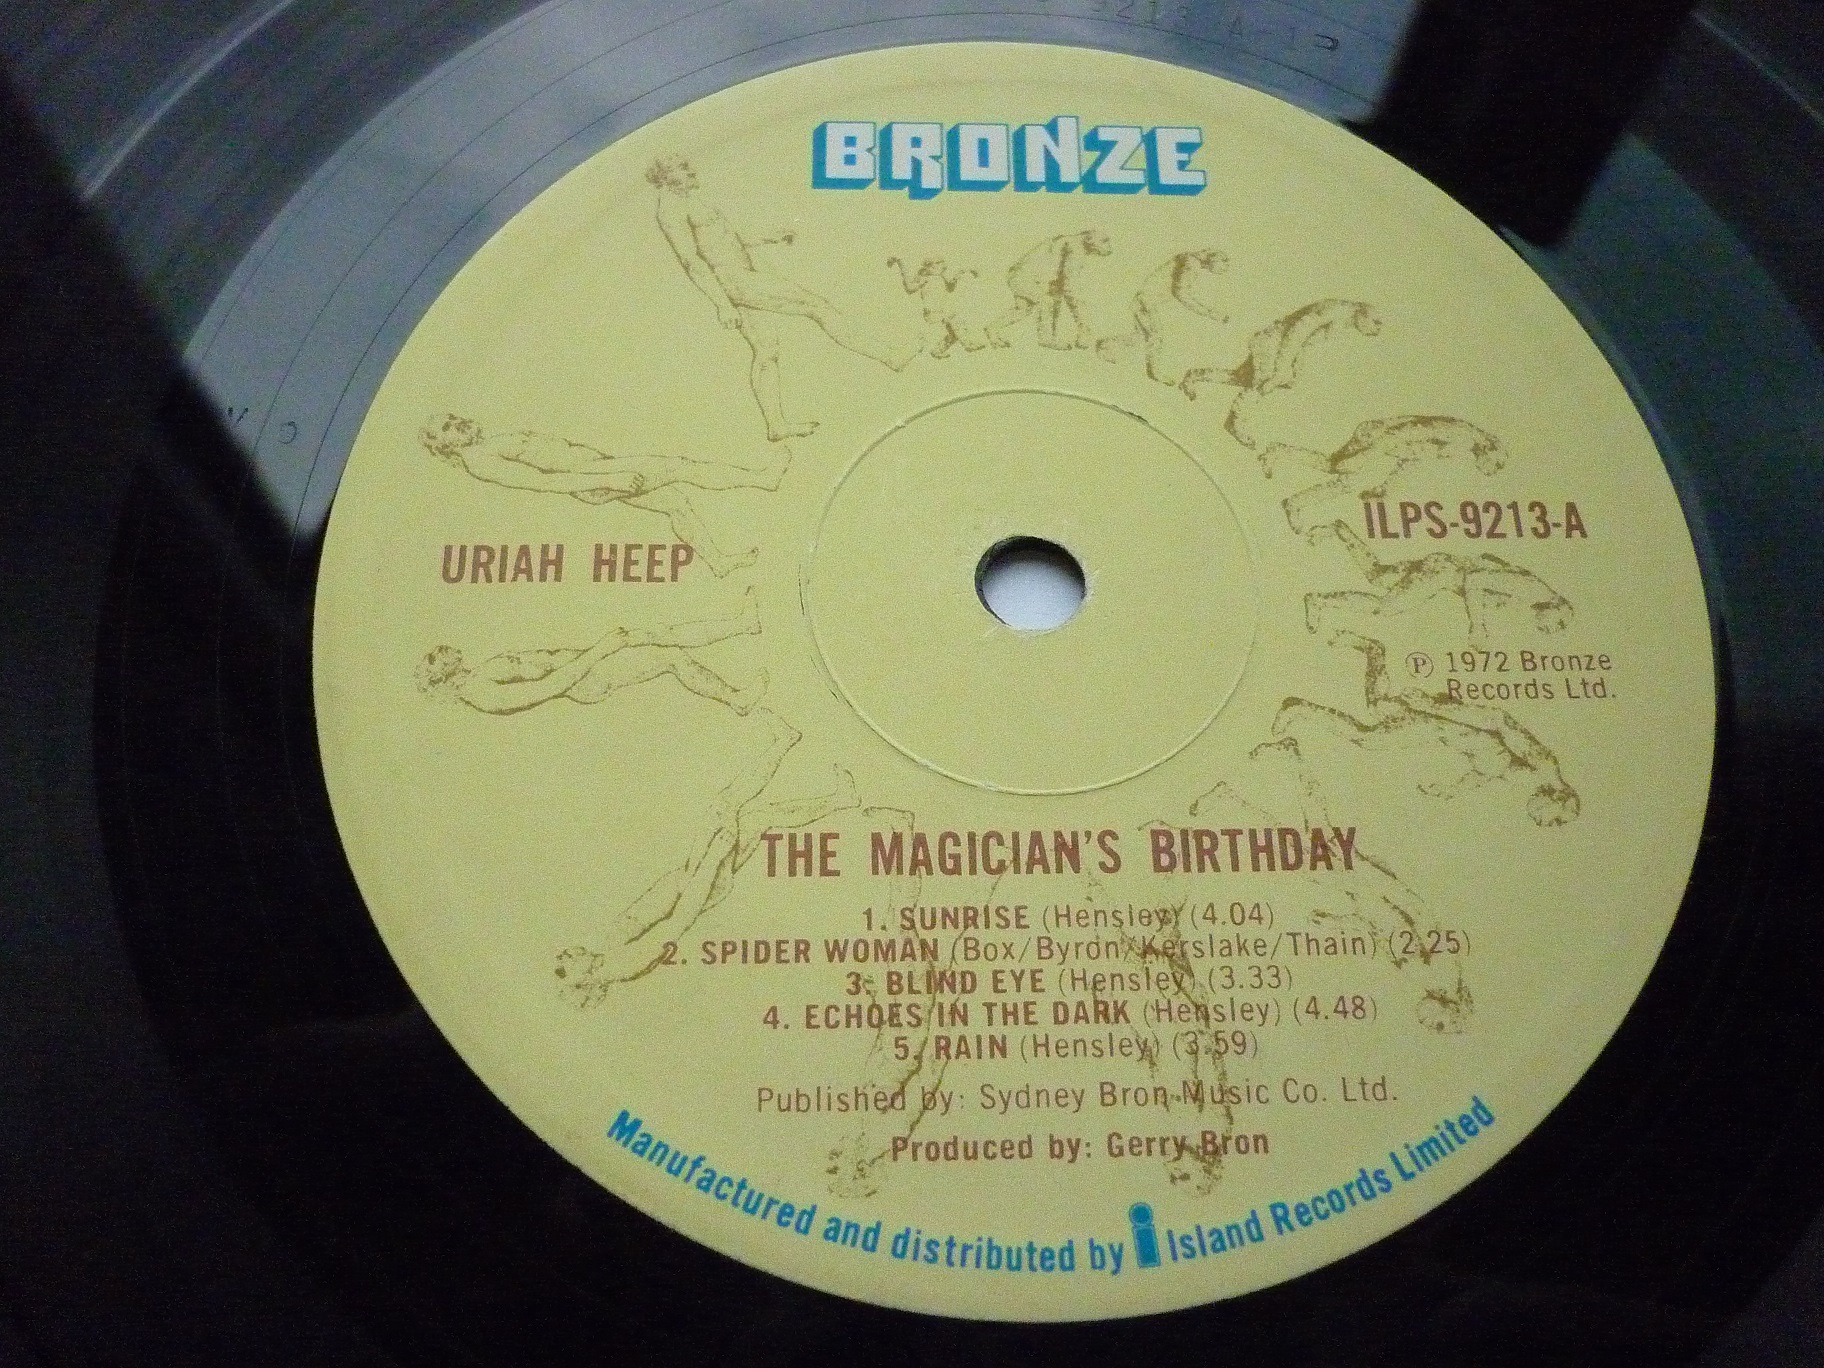 BRONZE
URIAH HEEP
ILPS-9213-A
℗ 1972 Bronze
Records Ltd.
THE MAGICIAN'S BIRTHDAY
1. SUNRISE (Hensley) (4.04)
2. SPIDER WOMAN (Box/Byron/Kerslake/Thain) (2.25)
3. BLIND EYE (Hensley) (3.33)
4. ECHOES IN THE DARK (Hensley) (4.48)
5. RAIN (Hensley) (3.59)
Published by: Sydney Bron Music Co. Ltd.
Produced by: Gerry Bron
Manufactured and distributed by i Island Records Limited